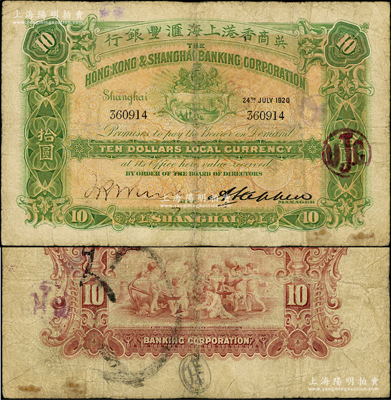 上海陽明拍賣
10
行銀豐滙海上港香商英
10
THE
HONG KONG & SHANGHAI BANKING CORPORATION
Shanghai
24TH JULY 1920
360914
360914
Promises to pay the Bearer on Demand
拾圓
TEN DOLLARS LOCAL CURRENCY
at its Office here value received
BY ORDER OF THE BOARD OF DIRECTORS
MANAGER
10
SHANGHAI
10
10
10
BANKING CORPORATION
上海陽明拍賣